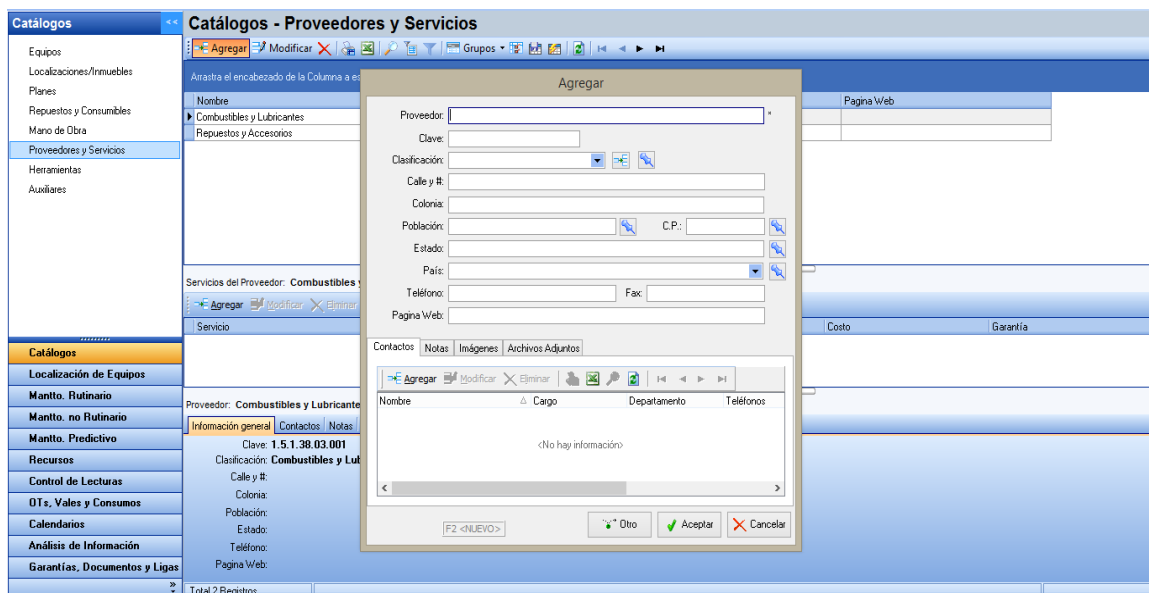 Catálogos <<
Equipos
Localizaciones/Inmuebles
Planes
Repuestos y Consumibles
Mano de Obra
Proveedores y Servicios
Herramientas
Auxiliares
Catálogos
Localización de Equipos
Mantto. Rutinario
Mantto. no Rutinario
Mantto. Predictivo
Recursos
Control de Lecturas
OTs, Vales y Consumos
Calendarios
Análisis de Información
Garantías, Documentos y Ligas
»
Catálogos - Proveedores y Servicios
Agregar Modificar Grupos
Arrastra el encabezado de la Columna a es
Nombre Pagina Web
Combustibles y Lubricantes
Repuestos y Accesorios
Servicios del Proveedor: Combustibles y
Agregar Modificar Eliminar
Servicio Costo Garantía
Proveedor: Combustibles y Lubricante
Información general Contactos Notas
Clave: 1.5.1.38.03.001
Clasificación: Combustibles y Lub
Calle y #:
Colonia:
Población:
Estado:
Teléfono:
Pagina Web:
Total 2 Registros
Agregar
Proveedor: *
Clave:
Clasificación:
Calle y #:
Colonia:
Población: C.P.:
Estado:
País:
Teléfono: Fax:
Pagina Web:
Contactos Notas Imágenes Archivos Adjuntos
Agregar Modificar Eliminar
Nombre Cargo Departamento Teléfonos
<No hay información>
F2 <NUEVO> Otro Aceptar Cancelar